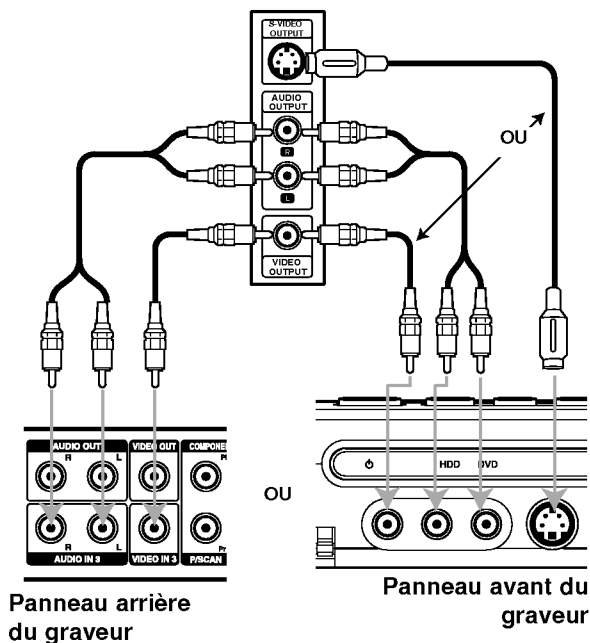 S-VIDEO
OUTPUT
AUDIO
OUTPUT
R
L
VIDEO
OUTPUT
OU
AUDIO OUT
R
L
VIDEO OUT
R
L
AUDIO IN 3
VIDEO IN 3
P/SCAN
OU
HDD
DVD
Panneau arrière
du graveur
Panneau avant du
graveur